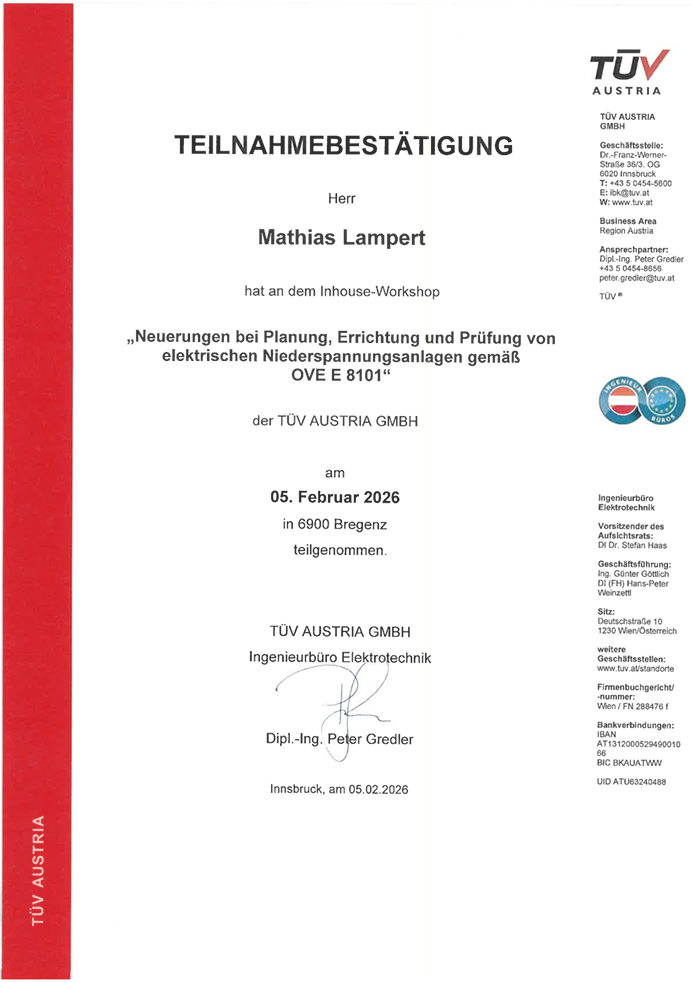 TÜV
AUSTRIA
TEILNAHMEBESTÄTIGUNG
Herr
Mathias Lampert
hat an dem Inhouse-Workshop
„Neuerungen bei Planung, Errichtung und Prüfung von
elektrischen Niederspannungsanlagen gemäß
OVE E 8101“
der TÜV AUSTRIA GMBH
am
05. Februar 2026
in 6900 Bregenz
teilgenommen.
TÜV AUSTRIA GMBH
Ingenieurbüro Elektrotechnik
Dipl.-Ing. Peter Gredler
Innsbruck, am 05.02.2026
TÜV AUSTRIA
GMBH
Geschäftsstelle:
Dr.-Franz-Werner-
Straße 36/3. OG
6020 Innsbruck
T: +43 5 0454-5600
E: ibk@tuv.at
W: www.tuv.at
Business Area
Region Austria
Ansprechpartner:
Dipl.-Ing. Peter Gredler
+43 5 0454-8656
peter.gredler@tuv.at
TÜV ®
INGENIEUR
BÜROS
Ingenieurbüro
Elektrotechnik
Vorsitzender des
Aufsichtsrats:
DI Dr. Stefan Haas
Geschäftsführung:
Ing. Günter Göttlich
DI (FH) Hans-Peter
Weinzettl
Sitz:
Deutschstraße 10
1230 Wien/Österreich
weitere
Geschäftsstellen:
www.tuv.at/standorte
Firmenbuchgericht/
-nummer:
Wien / FN 288476 f
Bankverbindungen:
IBAN
AT1312000529490010
66
BIC BKAUATWW
UID ATU63240488
TÜV AUSTRIA